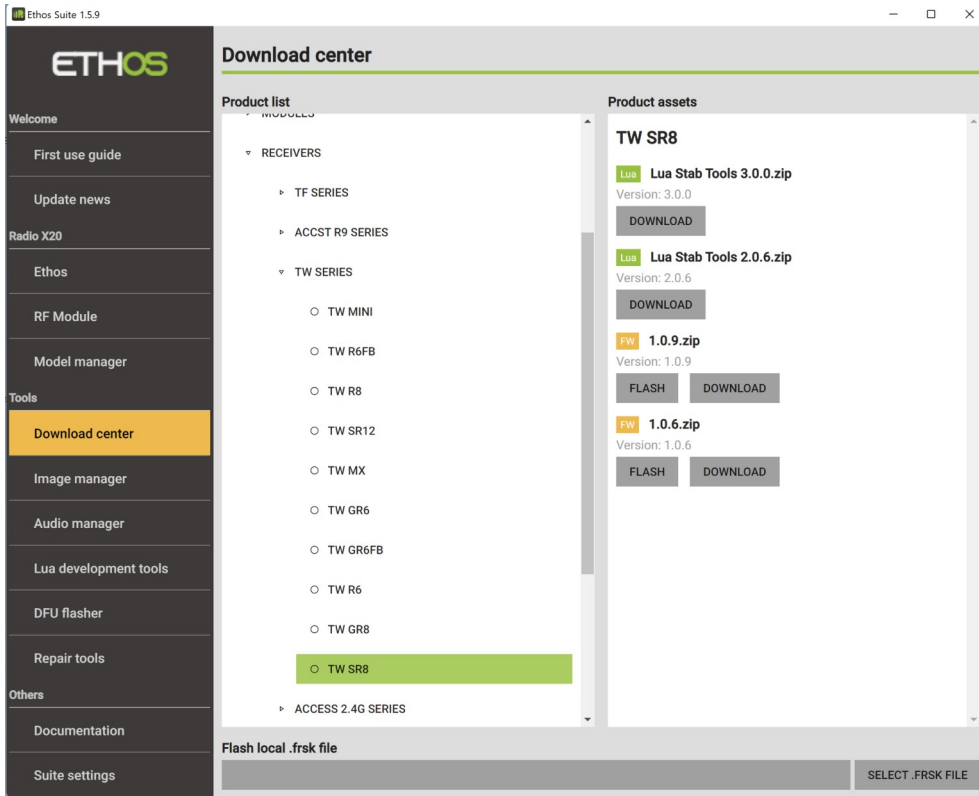 Ethos Suite 1.5.9
ETHOS
Welcome
First use guide
Update news
Radio X20
Ethos
RF Module
Model manager
Tools
Download center
Image manager
Audio manager
Lua development tools
DFU flasher
Repair tools
Others
Documentation
Suite settings
Download center
Product list
MODULES
RECEIVERS
TF SERIES
ACCST R9 SERIES
TW SERIES
TW MINI
TW R6FB
TW R8
TW SR12
TW MX
TW GR6
TW GR6FB
TW R6
TW GR8
TW SR8
ACCESS 2.4G SERIES
Product assets
TW SR8
Lua Lua Stab Tools 3.0.0.zip
Version: 3.0.0
DOWNLOAD
Lua Lua Stab Tools 2.0.6.zip
Version: 2.0.6
DOWNLOAD
FW 1.0.9.zip
Version: 1.0.9
FLASH DOWNLOAD
FW 1.0.6.zip
Version: 1.0.6
FLASH DOWNLOAD
Flash local .frsk file
SELECT .FRSK FILE